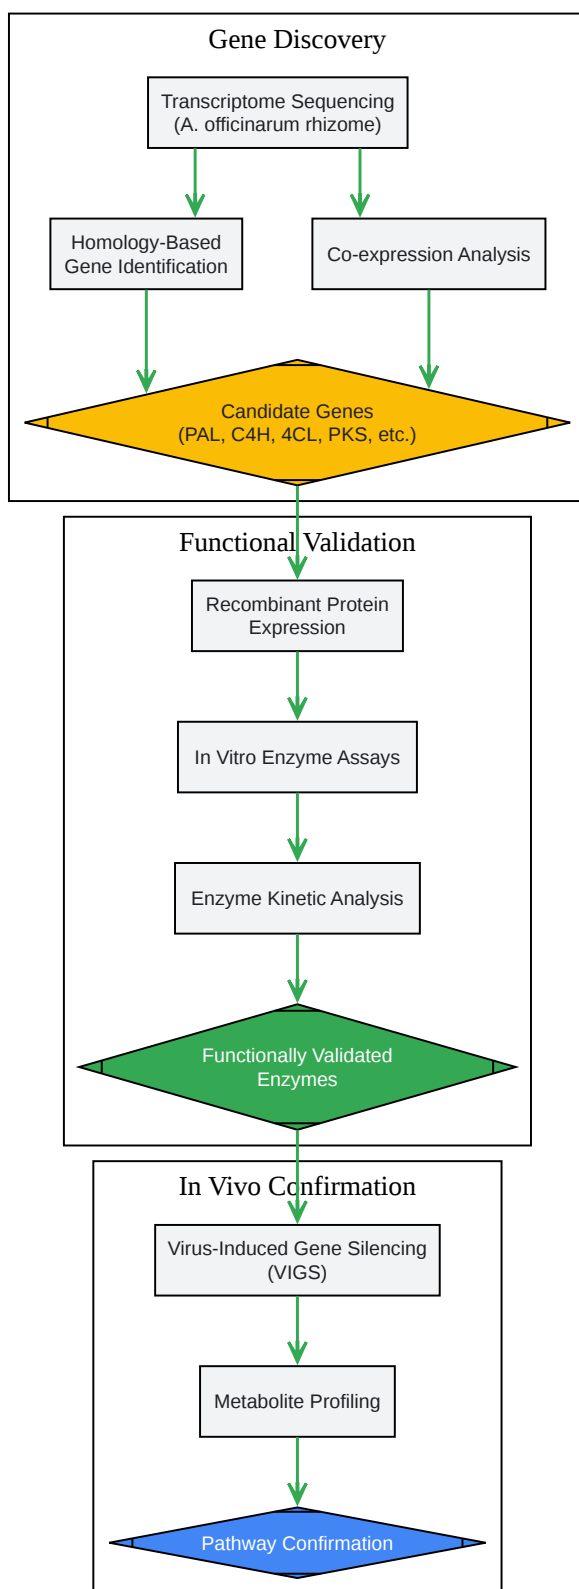 Gene Discovery
Transcriptome Sequencing
(A. officinarum rhizome)
Homology-Based
Gene Identification
Co-expression Analysis
Candidate Genes
(PAL, C4H, 4CL, PKS, etc.)
Functional Validation
Recombinant Protein
Expression
In Vitro Enzyme Assays
Enzyme Kinetic Analysis
Functionally Validated
Enzymes
In Vivo Confirmation
Virus-Induced Gene Silencing
(VIGS)
Metabolite Profiling
Pathway Confirmation